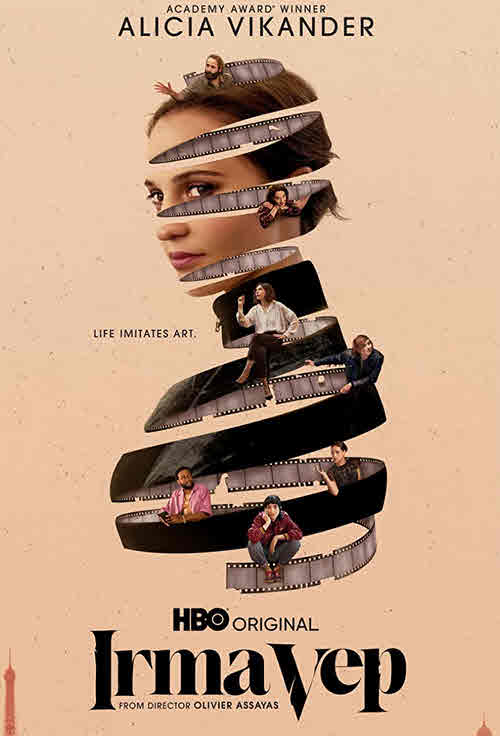 ACADEMY AWARD® WINNER
ALICIA VIKANDER
LIFE IMITATES ART.
HBO ORIGINAL
Irma Vep
FROM DIRECTOR OLIVIER ASSAYAS